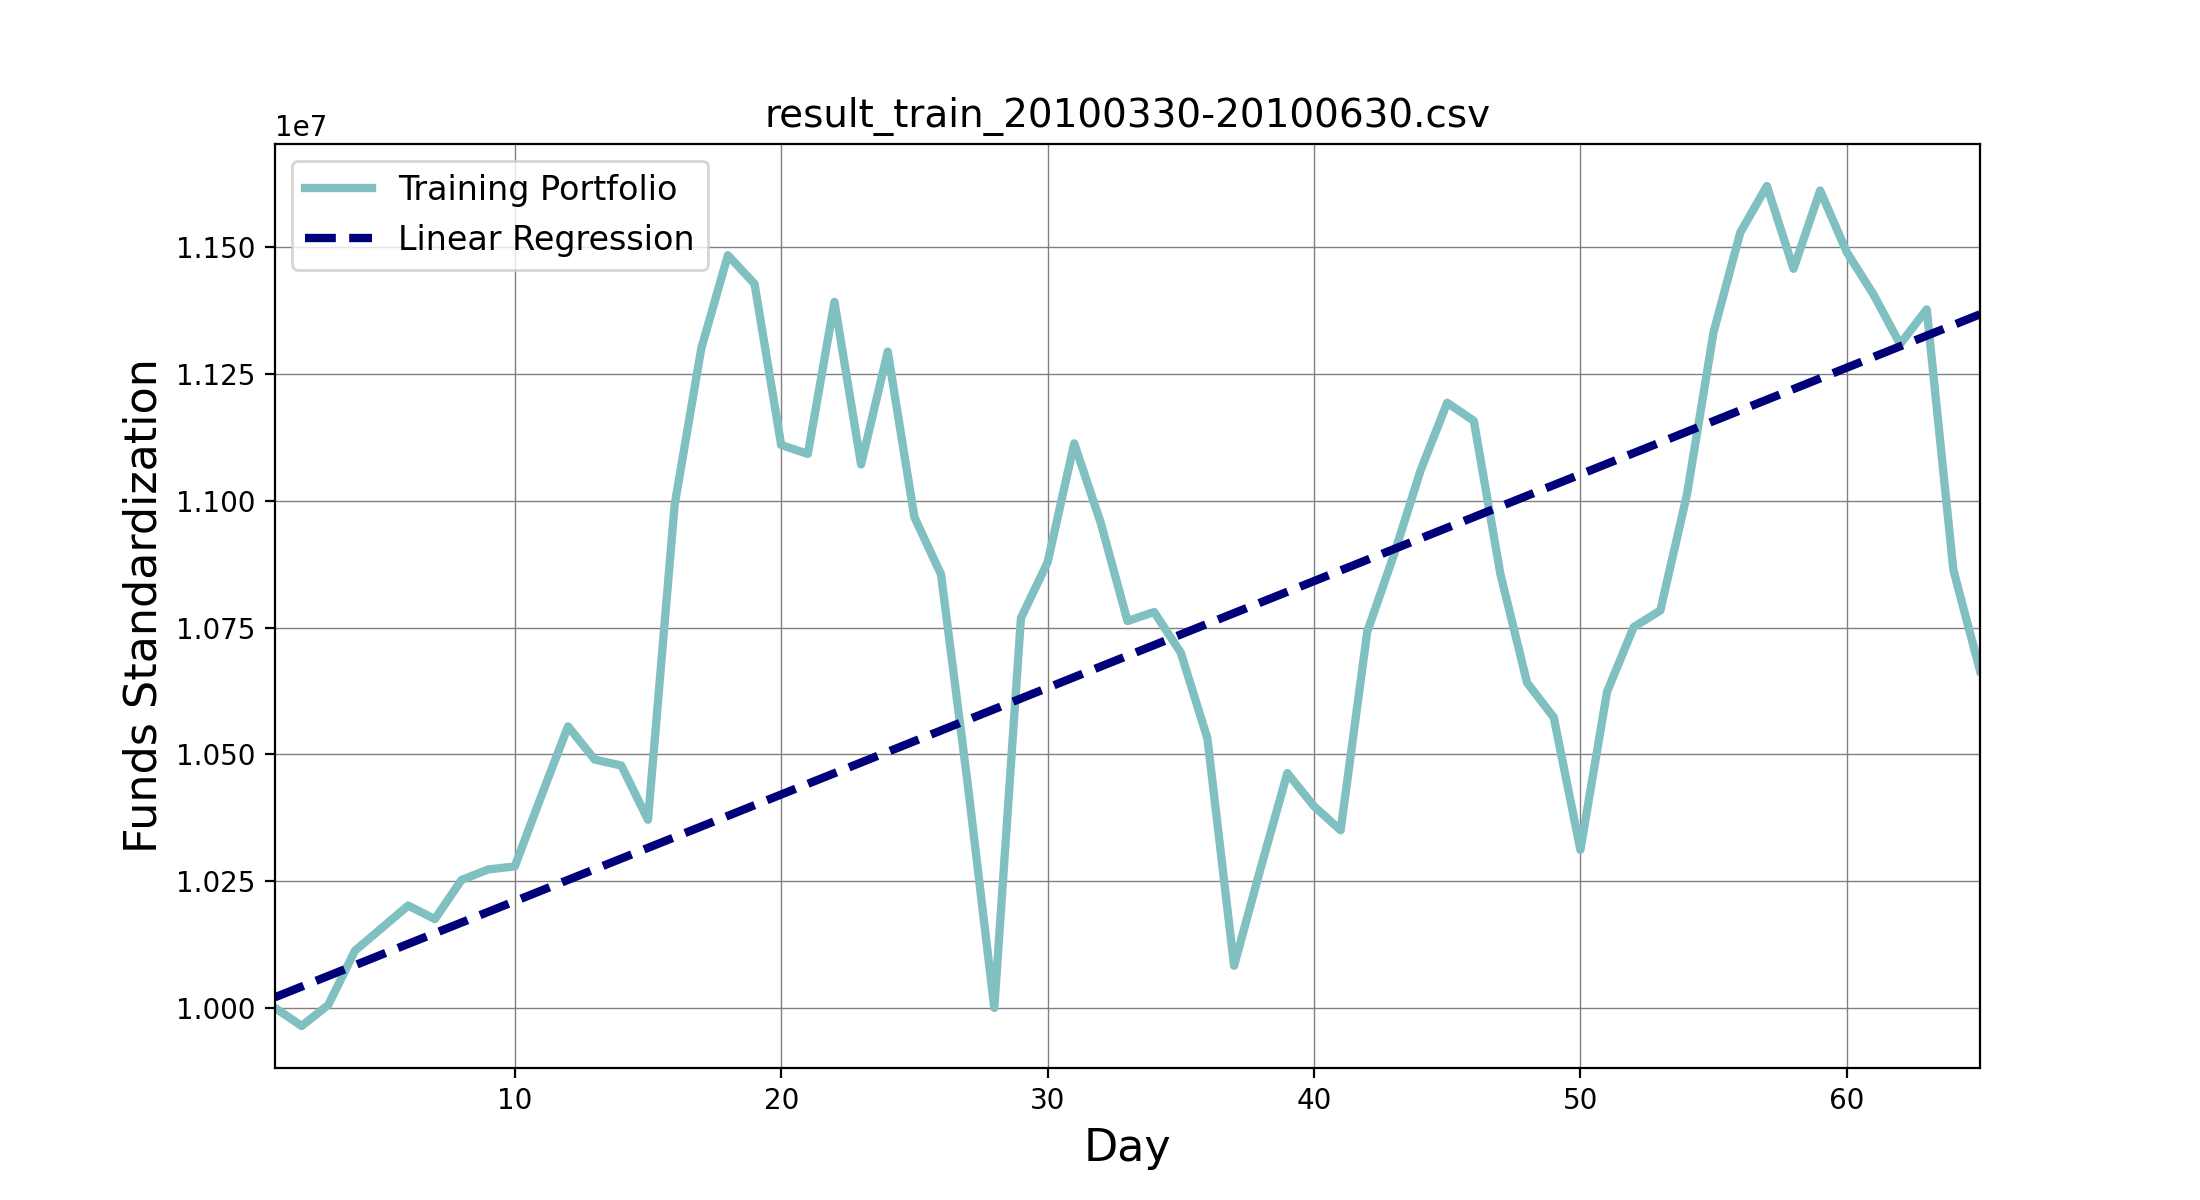 result_train_20100330-20100630.csv
1e7
Training Portfolio
Linear Regression
Funds Standardization
1.150
1.125
1.100
1.075
1.050
1.025
1.000
10 20 30 40 50 60
Day